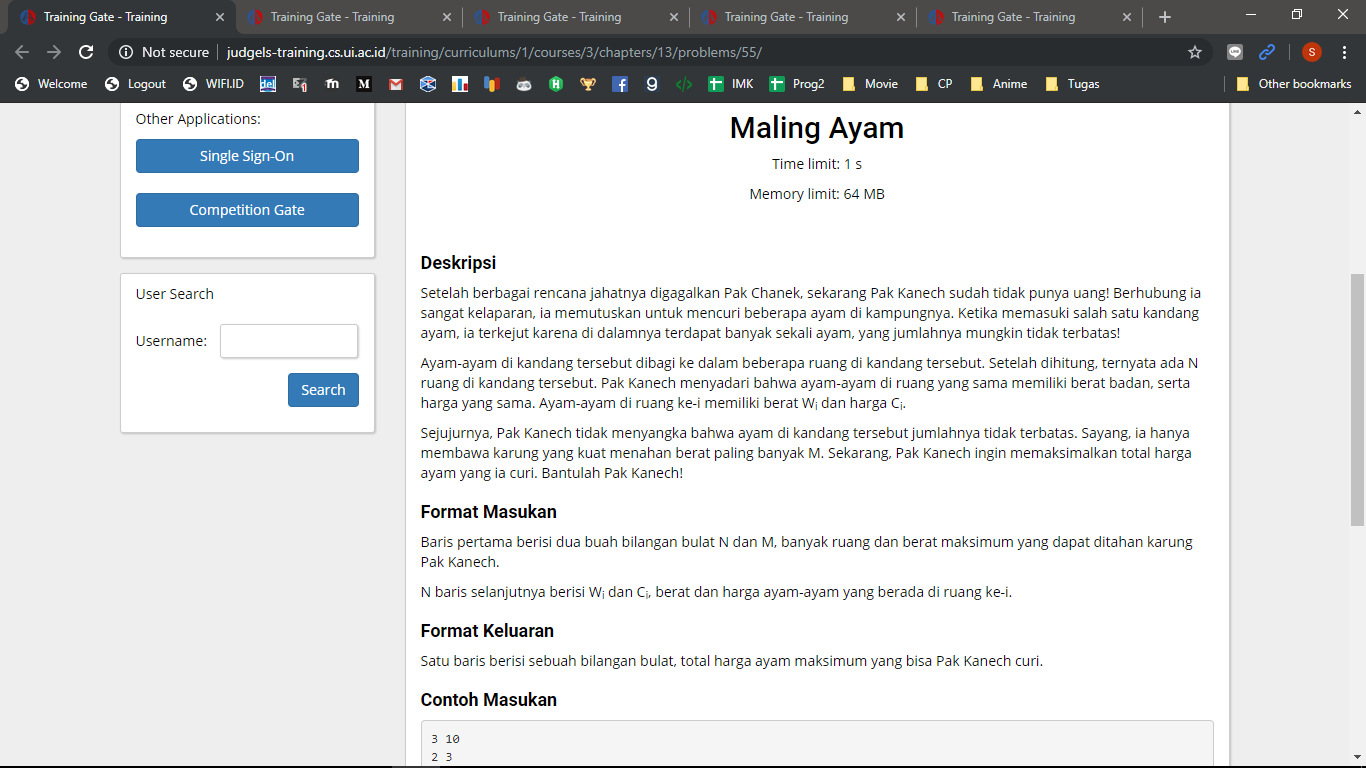 Training Gate - Training
Training Gate - Training
Training Gate - Training
Training Gate - Training
Training Gate - Training
Not secure
judgels-training.cs.ui.ac.id/training/curriculums/1/courses/3/chapters/13/problems/55/
S
Welcome
Logout
WIFI.ID
del
m
M
g
IMK
Prog2
Movie
CP
Anime
Tugas
Other bookmarks
Other Applications:
Single Sign-On
Competition Gate
User Search
Username:
Search
Maling Ayam
Time limit: 1 s
Memory limit: 64 MB
Deskripsi
Setelah berbagai rencana jahatnya digagalkan Pak Chanek, sekarang Pak Kanech sudah tidak punya uang! Berhubung ia
sangat kelaparan, ia memutuskan untuk mencuri beberapa ayam di kampungnya. Ketika memasuki salah satu kandang
ayam, ia terkejut karena di dalamnya terdapat banyak sekali ayam, yang jumlahnya mungkin tidak terbatas!
Ayam-ayam di kandang tersebut dibagi ke dalam beberapa ruang di kandang tersebut. Setelah dihitung, ternyata ada N
ruang di kandang tersebut. Pak Kanech menyadari bahwa ayam-ayam di ruang yang sama memiliki berat badan, serta
harga yang sama. Ayam-ayam di ruang ke-i memiliki berat Wi dan harga Ci.
Sejujurnya, Pak Kanech tidak menyangka bahwa ayam di kandang tersebut jumlahnya tidak terbatas. Sayang, ia hanya
membawa karung yang kuat menahan berat paling banyak M. Sekarang, Pak Kanech ingin memaksimalkan total harga
ayam yang ia curi. Bantulah Pak Kanech!
Format Masukan
Baris pertama berisi dua buah bilangan bulat N dan M, banyak ruang dan berat maksimum yang dapat ditahan karung
Pak Kanech.
N baris selanjutnya berisi Wi dan Ci, berat dan harga ayam-ayam yang berada di ruang ke-i.
Format Keluaran
Satu baris berisi sebuah bilangan bulat, total harga ayam maksimum yang bisa Pak Kanech curi.
Contoh Masukan
3 10
2 3